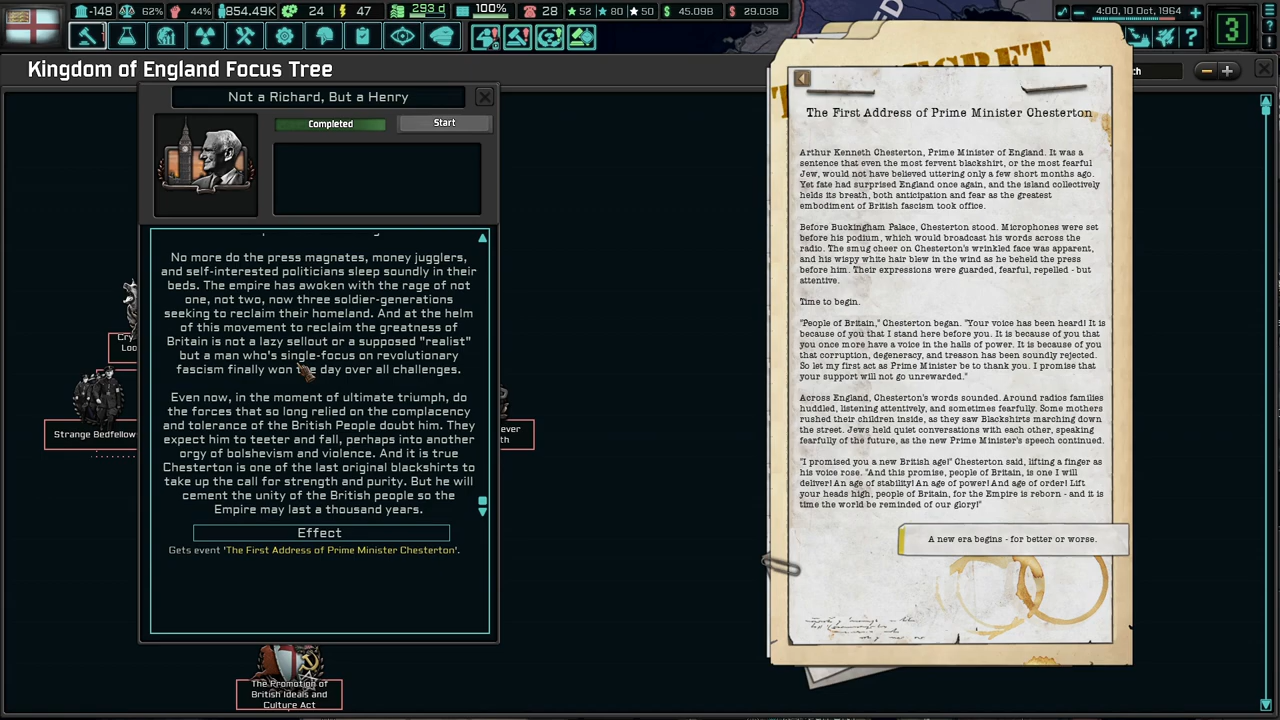 -148
62%
44%
854.49K
24
47
293 d
100%
28
52
80
50
45.09B
29.03B
4:00, 10 Oct, 1964
3
Kingdom of England Focus Tree
Not a Richard, But a Henry
Completed
Start
No more do the press magnates, money jugglers,
and self-interested politicians sleep soundly in their
beds. The empire has awoken with the rage of not
one, not two, now three soldier-generations
seeking to reclaim their homeland. And at the helm
of this movement to reclaim the greatness of
Britain is not a lazy sellout or a supposed "realist"
but a man who's single-focus on revolutionary
fascism finally won the day over all challenges.
Even now, in the moment of ultimate triumph, do
the forces that so long relied on the complacency
and tolerence of the British People doubt him. They
expect him to teeter and fall, perhaps into another
orgy of bolshevism and violence. And it is true
Chesterton is one of the last original blackshirts to
take up the call for strength and purity. But he will
cement the unity of the British people so the
Empire may last a thousand years.
Effect
Gets event 'The First Address of Prime Minister Chesterton'.
Strange Bedfellow
The Promotion of
British Ideals and
Culture Act
The First Address of Prime Minister Chesterton
Arthur Kenneth Chesterton, Prime Minister of England. It was a
sentence that even the most fervent blackshirt, or the most fearful
Jew, would not have believed uttering only a few short months ago.
Yet fate had surprised England once again, and the island collectively
helds its breath, both anticipation and fear as the greatest
embodiment of British fascism took office.
Before Buckingham Palace, Chesterton stood. Microphones were set
before his podium, which would broadcast his words across the
radio. The smug cheer on Chesterton's wrinkled face was apparent,
and his wispy white hair blew in the wind as he beheld the press
before him. Their expressions were guarded, fearful, repelled - but
attentive.
Time to begin.
"People of Britain," Chesterton began. "Your voice has been heard! It is
because of you that I stand here before you. It is because of you that
you once more have a voice in the halls of power. It is because of you
that corruption, degeneracy, and treason has been soundly rejected.
So let my first act as Prime Minister be to thank you. I promise that
your support will not go unrewarded."
Across England, Chesterton's words sounded. Around radios families
huddled, listening attentively, and sometimes fearfully. Some mothers
rushed their children inside, as they saw Blackshirts marching down
the street. Jews held quiet conversations with each other, speaking
fearfully of the future, as the new Prime Minister's speech continued.
"I promised you a new British age!" Chesterton said, lifting a finger as
his voice rose. "And this promise, people of Britain, is one I will
deliver! An age of stability! An age of power! And age of order! Lift
your heads high, people of Britain, for the Empire is reborn - and it is
time the world be reminded of our glory!"
A new era begins - for better or worse.